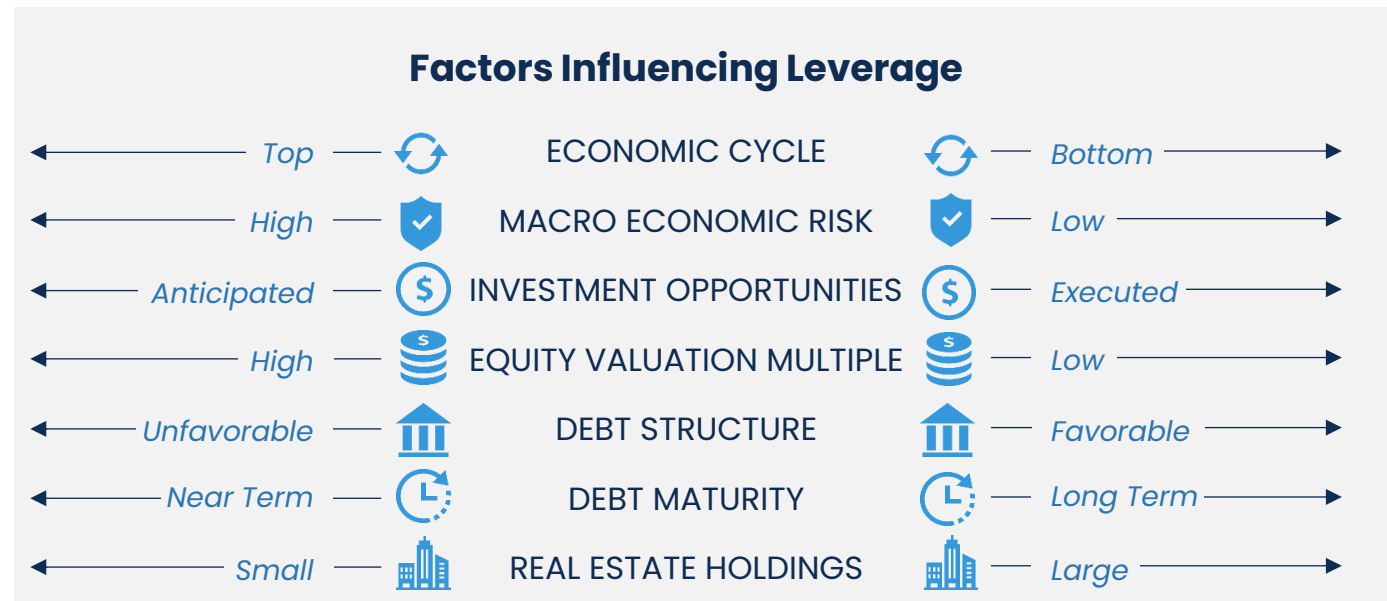 Factors Influencing Leverage
Top ECONOMIC CYCLE Bottom
High MACRO ECONOMIC RISK Low
Anticipated $ INVESTMENT OPPORTUNITIES $ Executed
High $ EQUITY VALUATION MULTIPLE $ Low
Unfavorable DEBT STRUCTURE Favorable
Near Term DEBT MATURITY Long Term
Small REAL ESTATE HOLDINGS Large